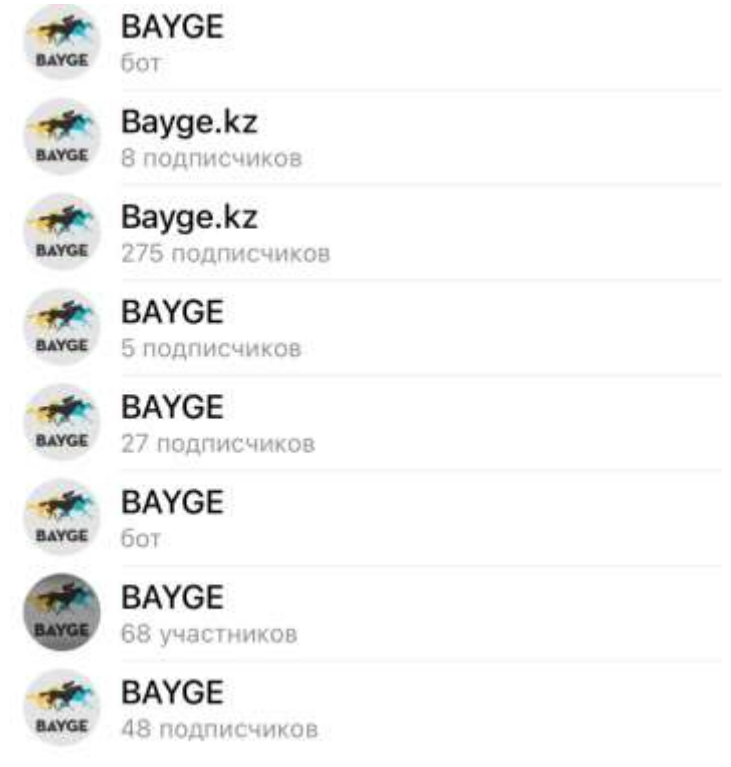 BAYGE
BAYGE
бот
BAYGE
Bayge.kz
8 подписчиков
BAYGE
Bayge.kz
275 подписчиков
BAYGE
BAYGE
5 подписчиков
BAYGE
BAYGE
27 подписчиков
BAYGE
BAYGE
бот
BAYGE
BAYGE
68 участников
BAYGE
BAYGE
48 подписчиков